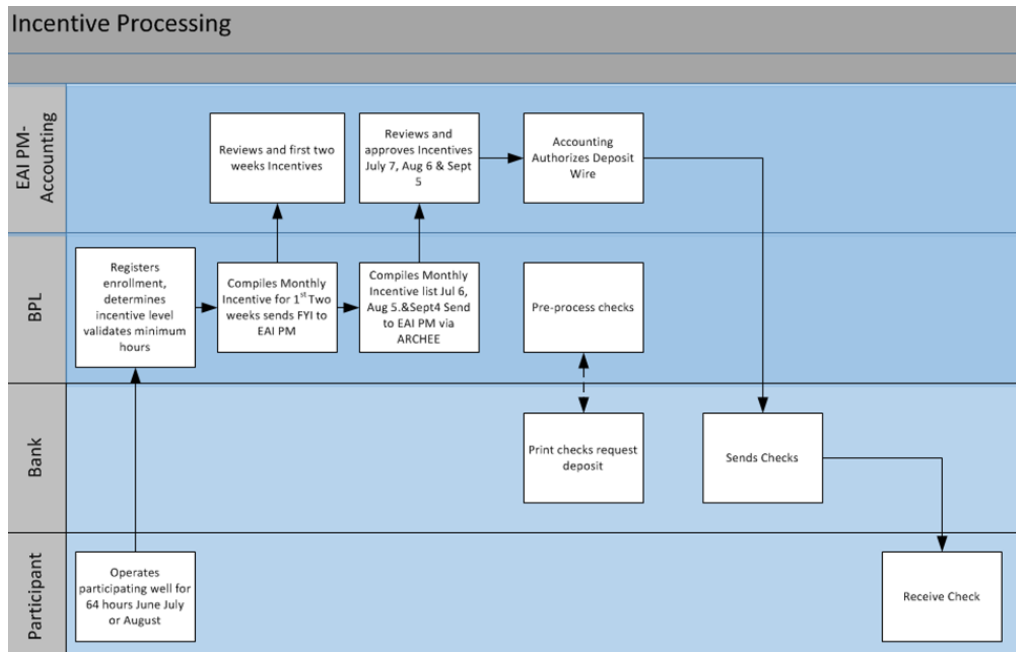 Incentive Processing
EAI PM-
Accounting
Reviews and first two
weeks Incentives
Reviews and
approves Incentives
July 7, Aug 6 & Sept
5
Accounting
Authorizes Deposit
Wire
BPL
Registers
enrollment,
determines
incentive level
validates minimum
hours
Compiles Monthly
Incentive for 1st Two
weeks sends FYI to
EAI PM
Compiles Monthly
Incentive list Jul 6,
Aug 5.&Sept4 Send
to EAI PM via
ARCHEE
Pre-process checks
Bank
Print checks request
deposit
Sends Checks
Participant
Operates
participating well for
64 hours June July
or August
Receive Check